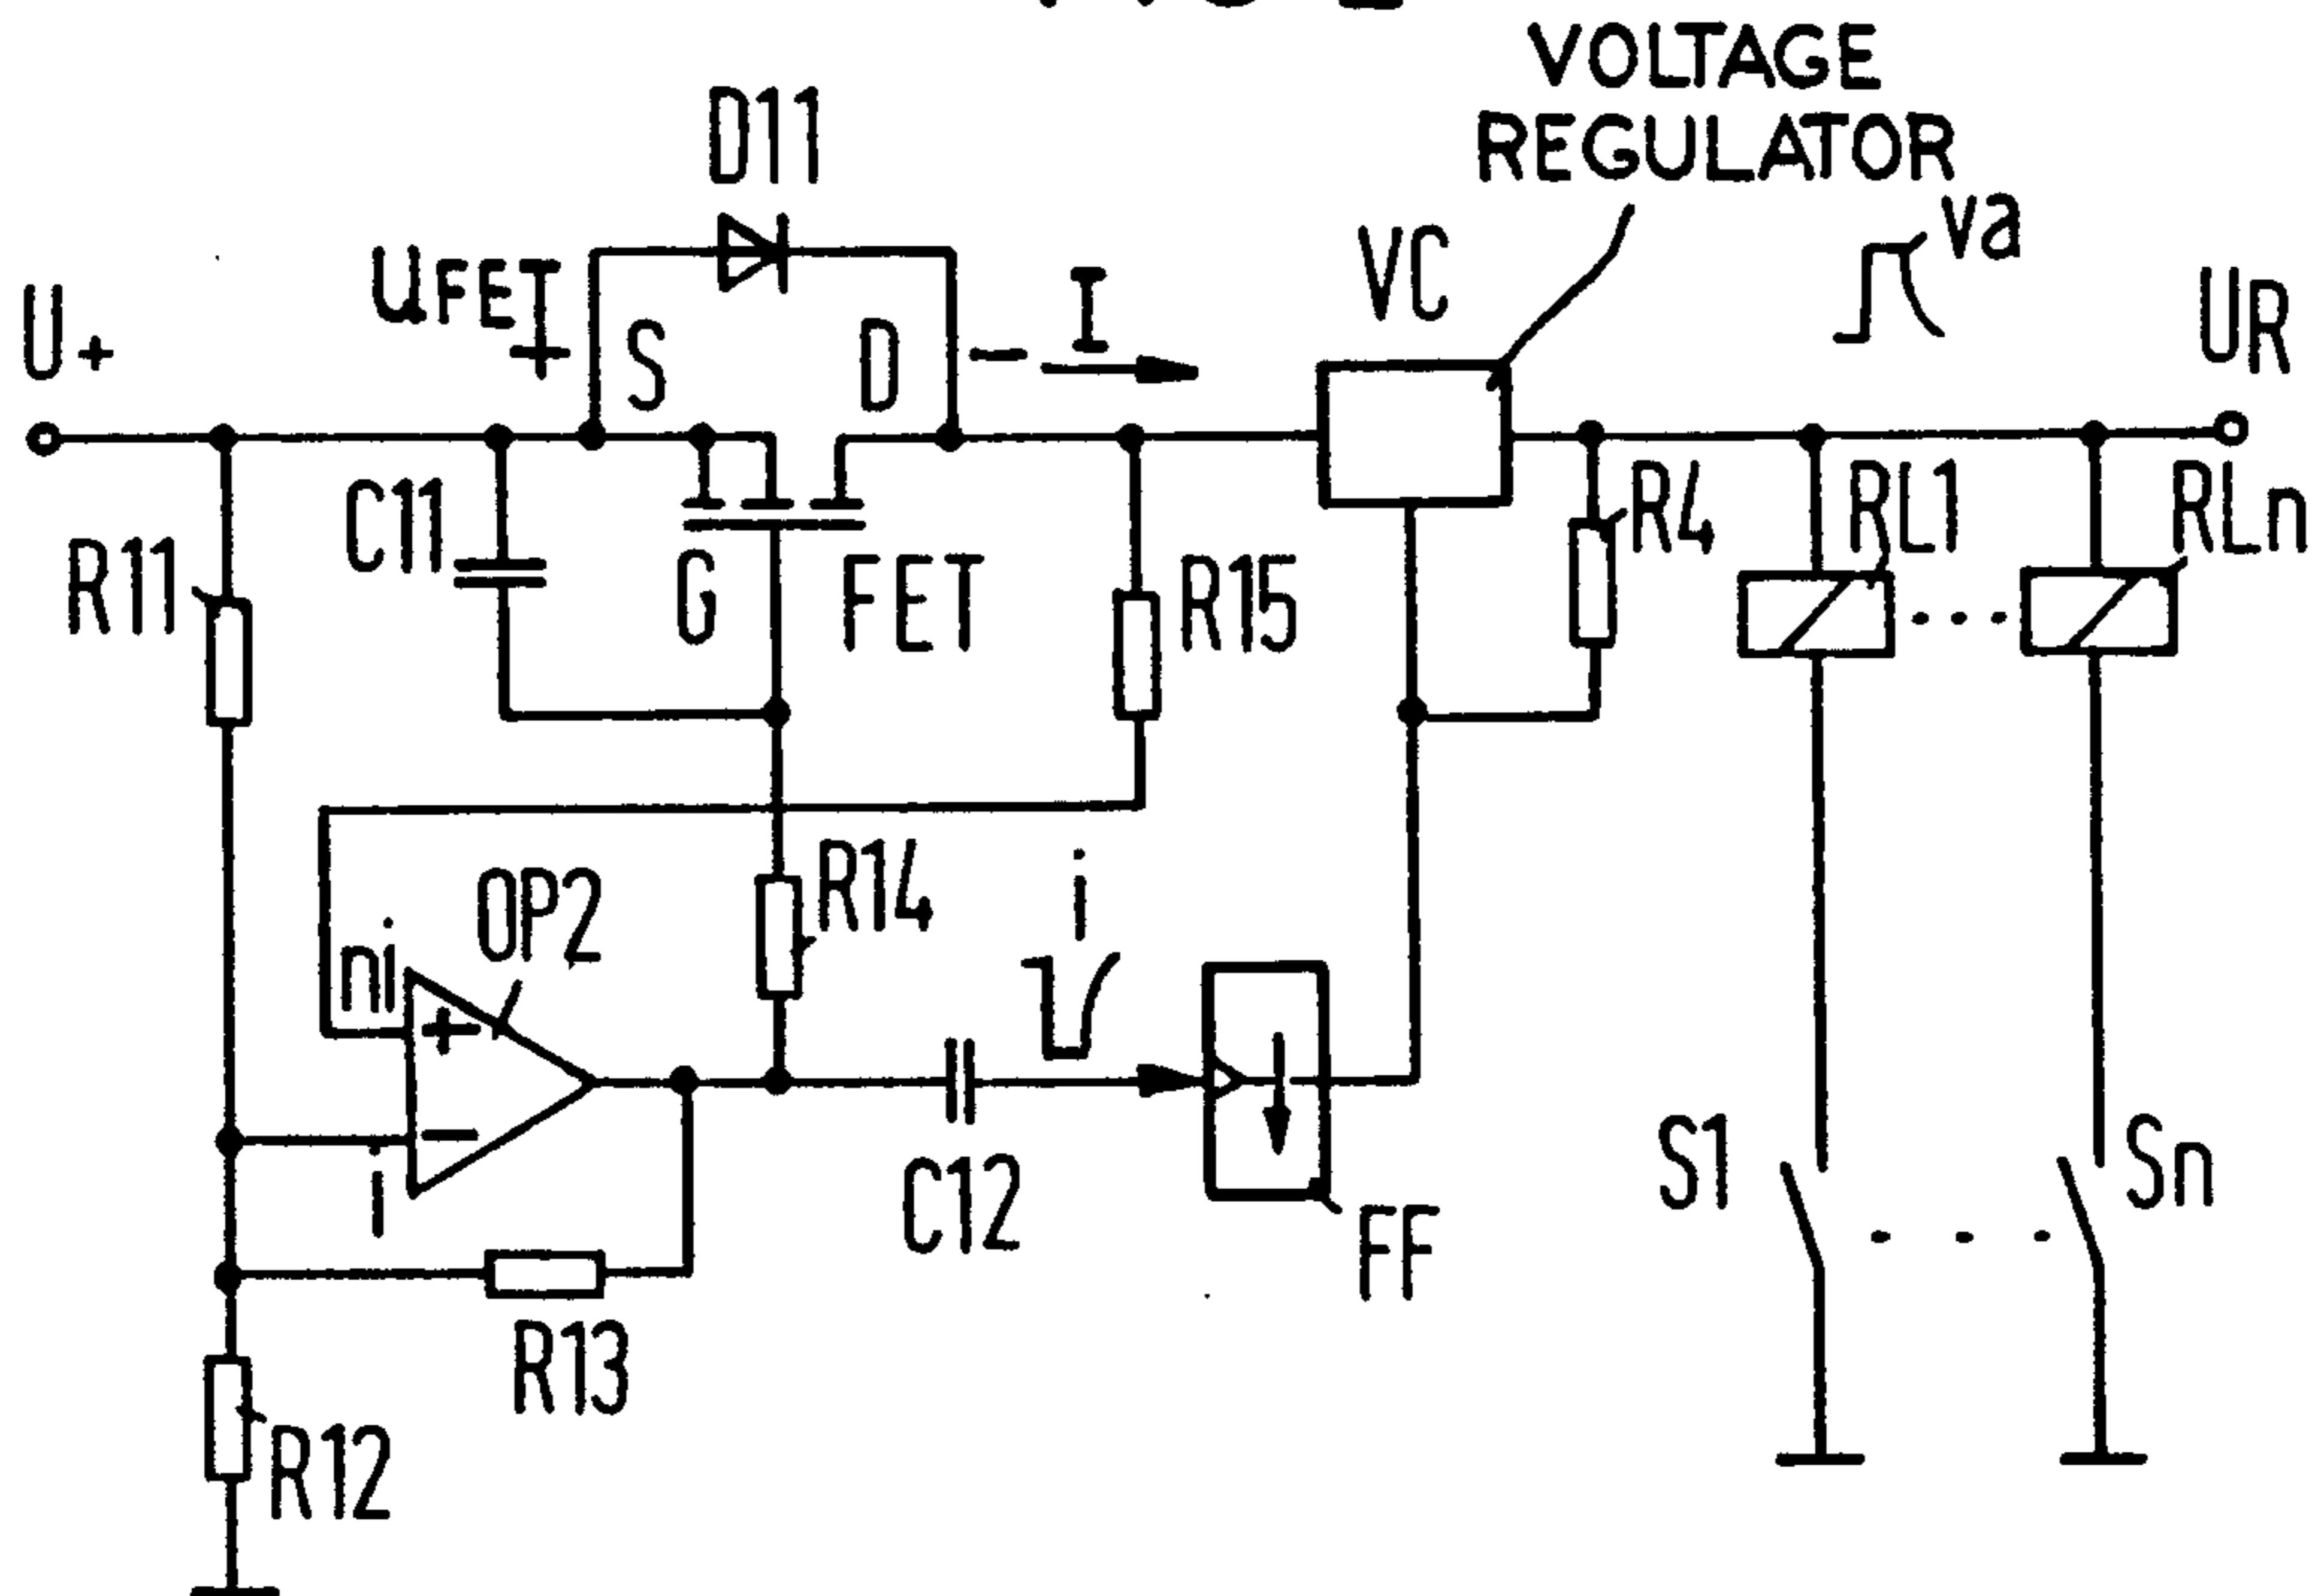 VOLTAGE
REGULATOR
D11
va
UFET
I
VC
UR
U+
+
S
D
−
C11
R4
RL1
RLn
R11
G
FET
R15
R14
i
OP2
ni
+
−
i
C12
S1
Sn
FF
R13
R12